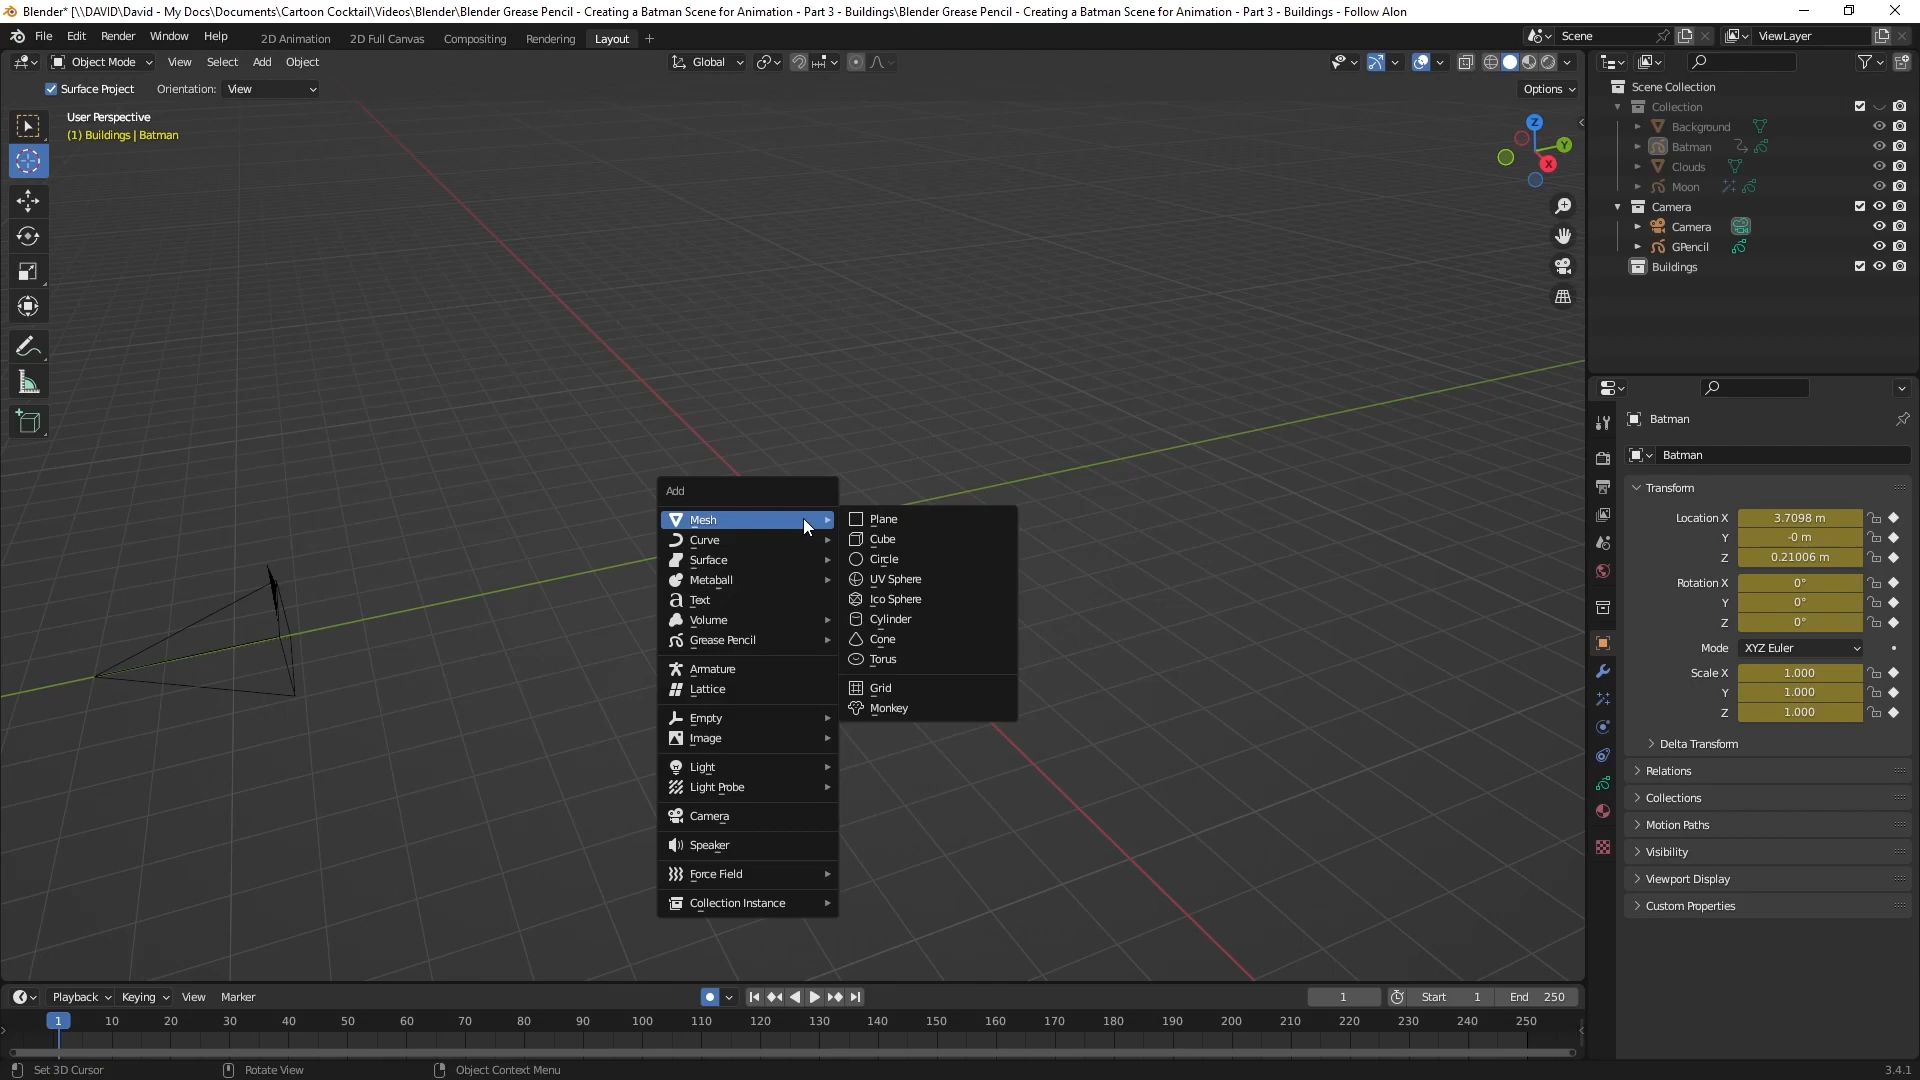 Blender* [\\DAVID\David - My Docs\Documents\Cartoon Cocktail\Videos\Blender\Blender Grease Pencil - Creating a Batman Scene for Animation - Part 3 - Buildings\Blender Grease Pencil - Creating a Batman Scene for Animation - Part 3 - Buildings - Follow Alon
File Edit Render Window Help 2D Animation 2D Full Canvas Compositing Rendering Layout + Scene ViewLayer
Object Mode View Select Add Object Global
Surface Project Orientation: View Options
User Perspective
(1) Buildings | Batman
Z
Y
X
Scene Collection
Collection
Background
Batman
Clouds
Moon
Camera
Camera
GPencil
Buildings
Add
Mesh
Curve
Surface
Metaball
Text
Volume
Grease Pencil
Armature
Lattice
Empty
Image
Light
Light Probe
Camera
Speaker
Force Field
Collection Instance
Plane
Cube
Circle
UV Sphere
Ico Sphere
Cylinder
Cone
Torus
Grid
Monkey
Batman
Batman
Transform
Location X 3.7098 m
Y -0 m
Z 0.21006 m
Rotation X 0°
Y 0°
Z 0°
Mode XYZ Euler
Scale X 1.000
Y 1.000
Z 1.000
Delta Transform
Relations
Collections
Motion Paths
Visibility
Viewport Display
Custom Properties
Playback Keying View Marker 1 Start 1 End 250
1 10 20 30 40 50 60 70 80 90 100 110 120 130 140 150 160 170 180 190 200 210 220 230 240 250
Set 3D Cursor Rotate View Object Context Menu 3.4.1